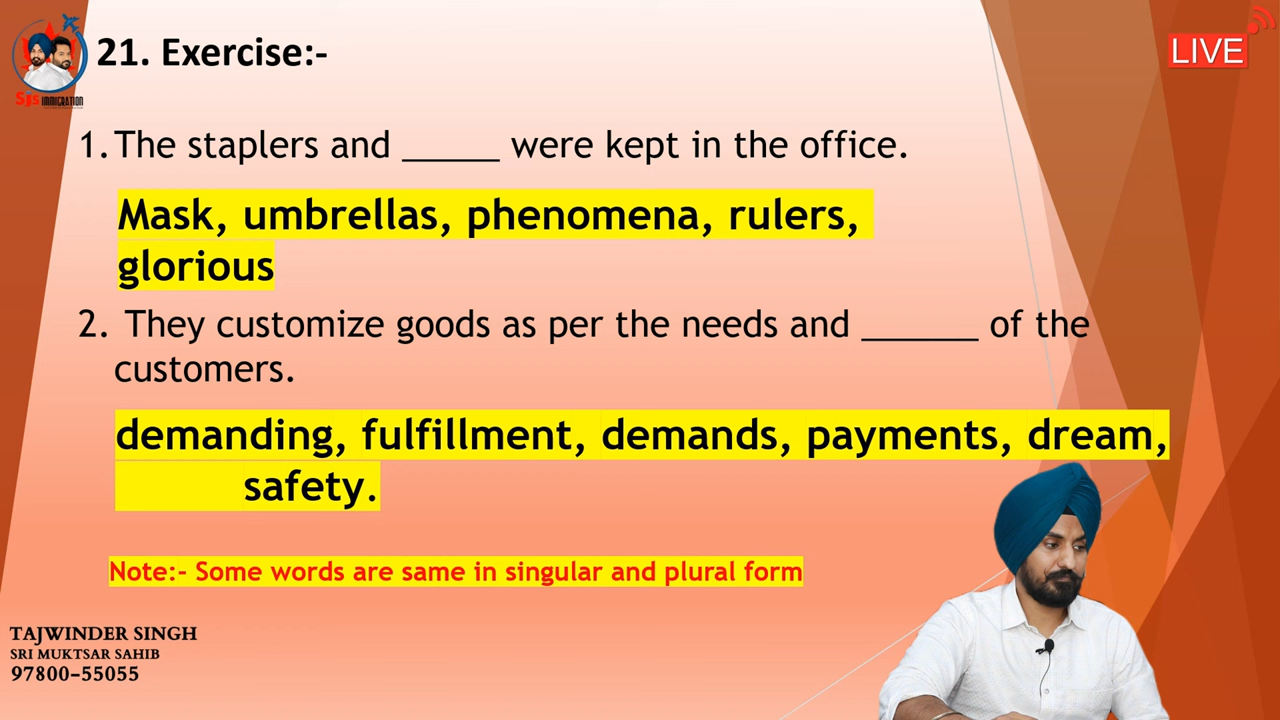 21. Exercise:-
LIVE
SJS IMMIGRATION
1. The staplers and _____ were kept in the office.
Mask, umbrellas, phenomena, rulers,
glorious
2. They customize goods as per the needs and ______ of the
customers.
demanding, fulfillment, demands, payments, dream,
safety.
Note:- Some words are same in singular and plural form
TAJWINDER SINGH
SRI MUKTSAR SAHIB
97800-55055